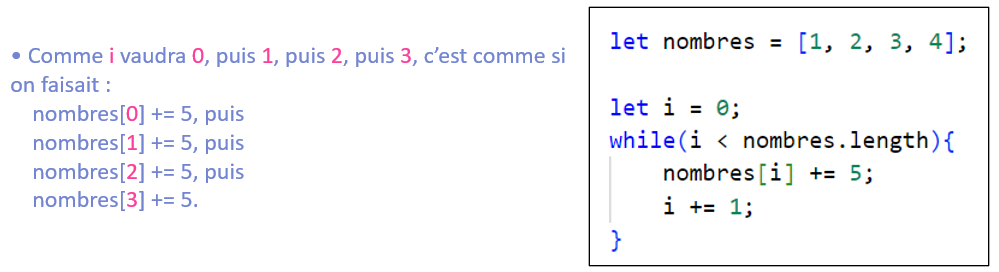 • Comme i vaudra 0, puis 1, puis 2, puis 3, c’est comme si
on faisait :
nombres[0] += 5, puis
nombres[1] += 5, puis
nombres[2] += 5, puis
nombres[3] += 5.
let nombres = [1, 2, 3, 4];
let i = 0;
while(i < nombres.length){
nombres[i] += 5;
i += 1;
}